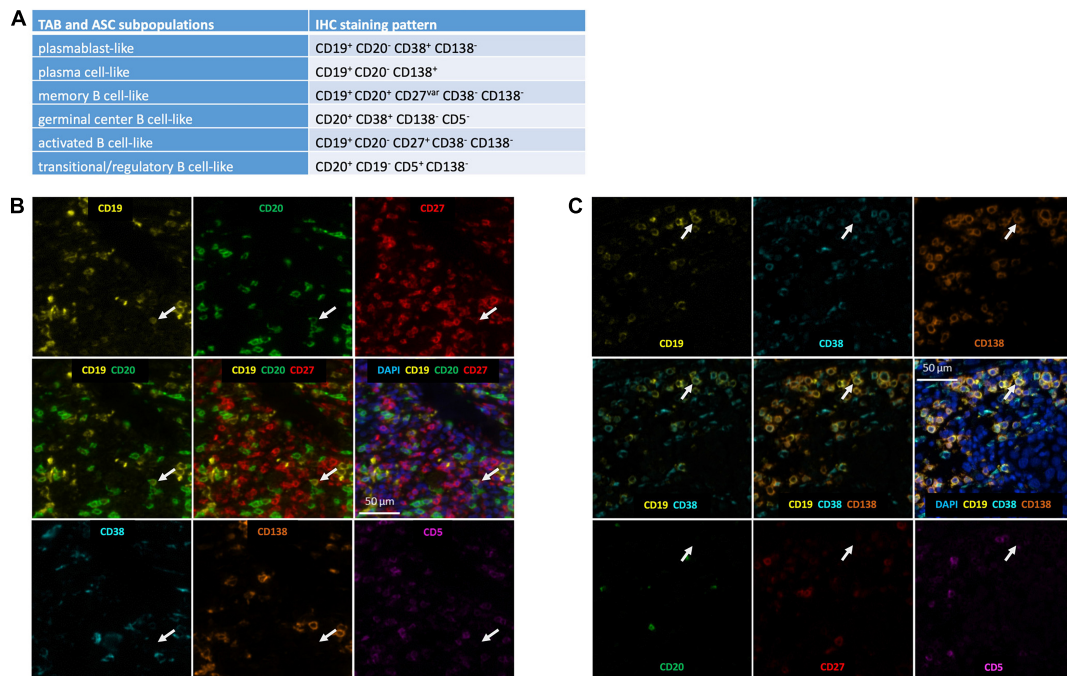 A
TAB and ASC subpopulations IHC staining pattern
plasmablast-like CD19⁺ CD20⁻ CD38⁺ CD138⁻
plasma cell-like CD19⁺ CD20⁻ CD138⁺
memory B cell-like CD19⁺ CD20⁺ CD27ᵛᵃʳ CD38⁻ CD138⁻
germinal center B cell-like CD20⁺ CD38⁺ CD138⁻ CD5⁻
activated B cell-like CD19⁺ CD20⁻ CD27⁺ CD38⁻ CD138⁻
transitional/regulatory B cell-like CD20⁺ CD19⁻ CD5⁺ CD138⁻
B
CD19 CD20 CD27
CD19 CD20 CD19 CD20 CD27 DAPI CD19 CD20 CD27
50 µm
CD38 CD138 CD5
C
CD19 CD38 CD138
50 µm
CD19 CD38 CD19 CD38 CD138 DAPI CD19 CD38 CD138
CD20 CD27 CD5